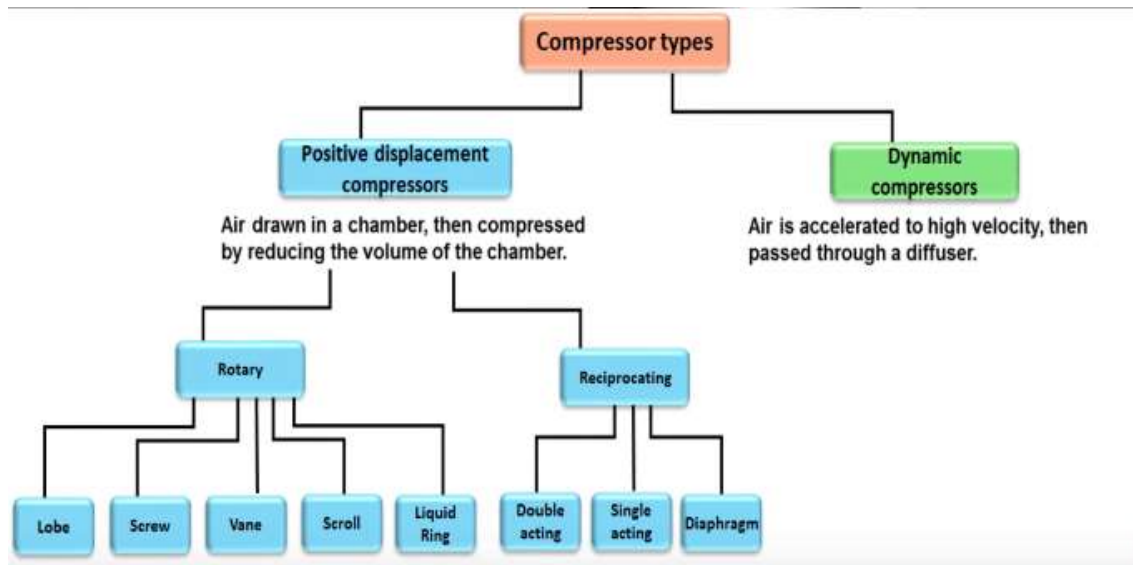 Compressor types
Positive displacement
compressors
Dynamic
compressors
Air drawn in a chamber, then compressed
by reducing the volume of the chamber.
Air is accelerated to high velocity, then
passed through a diffuser.
Rotary
Reciprocating
Lobe
Screw
Vane
Scroll
Liquid
Ring
Double
acting
Single
acting
Diaphragm